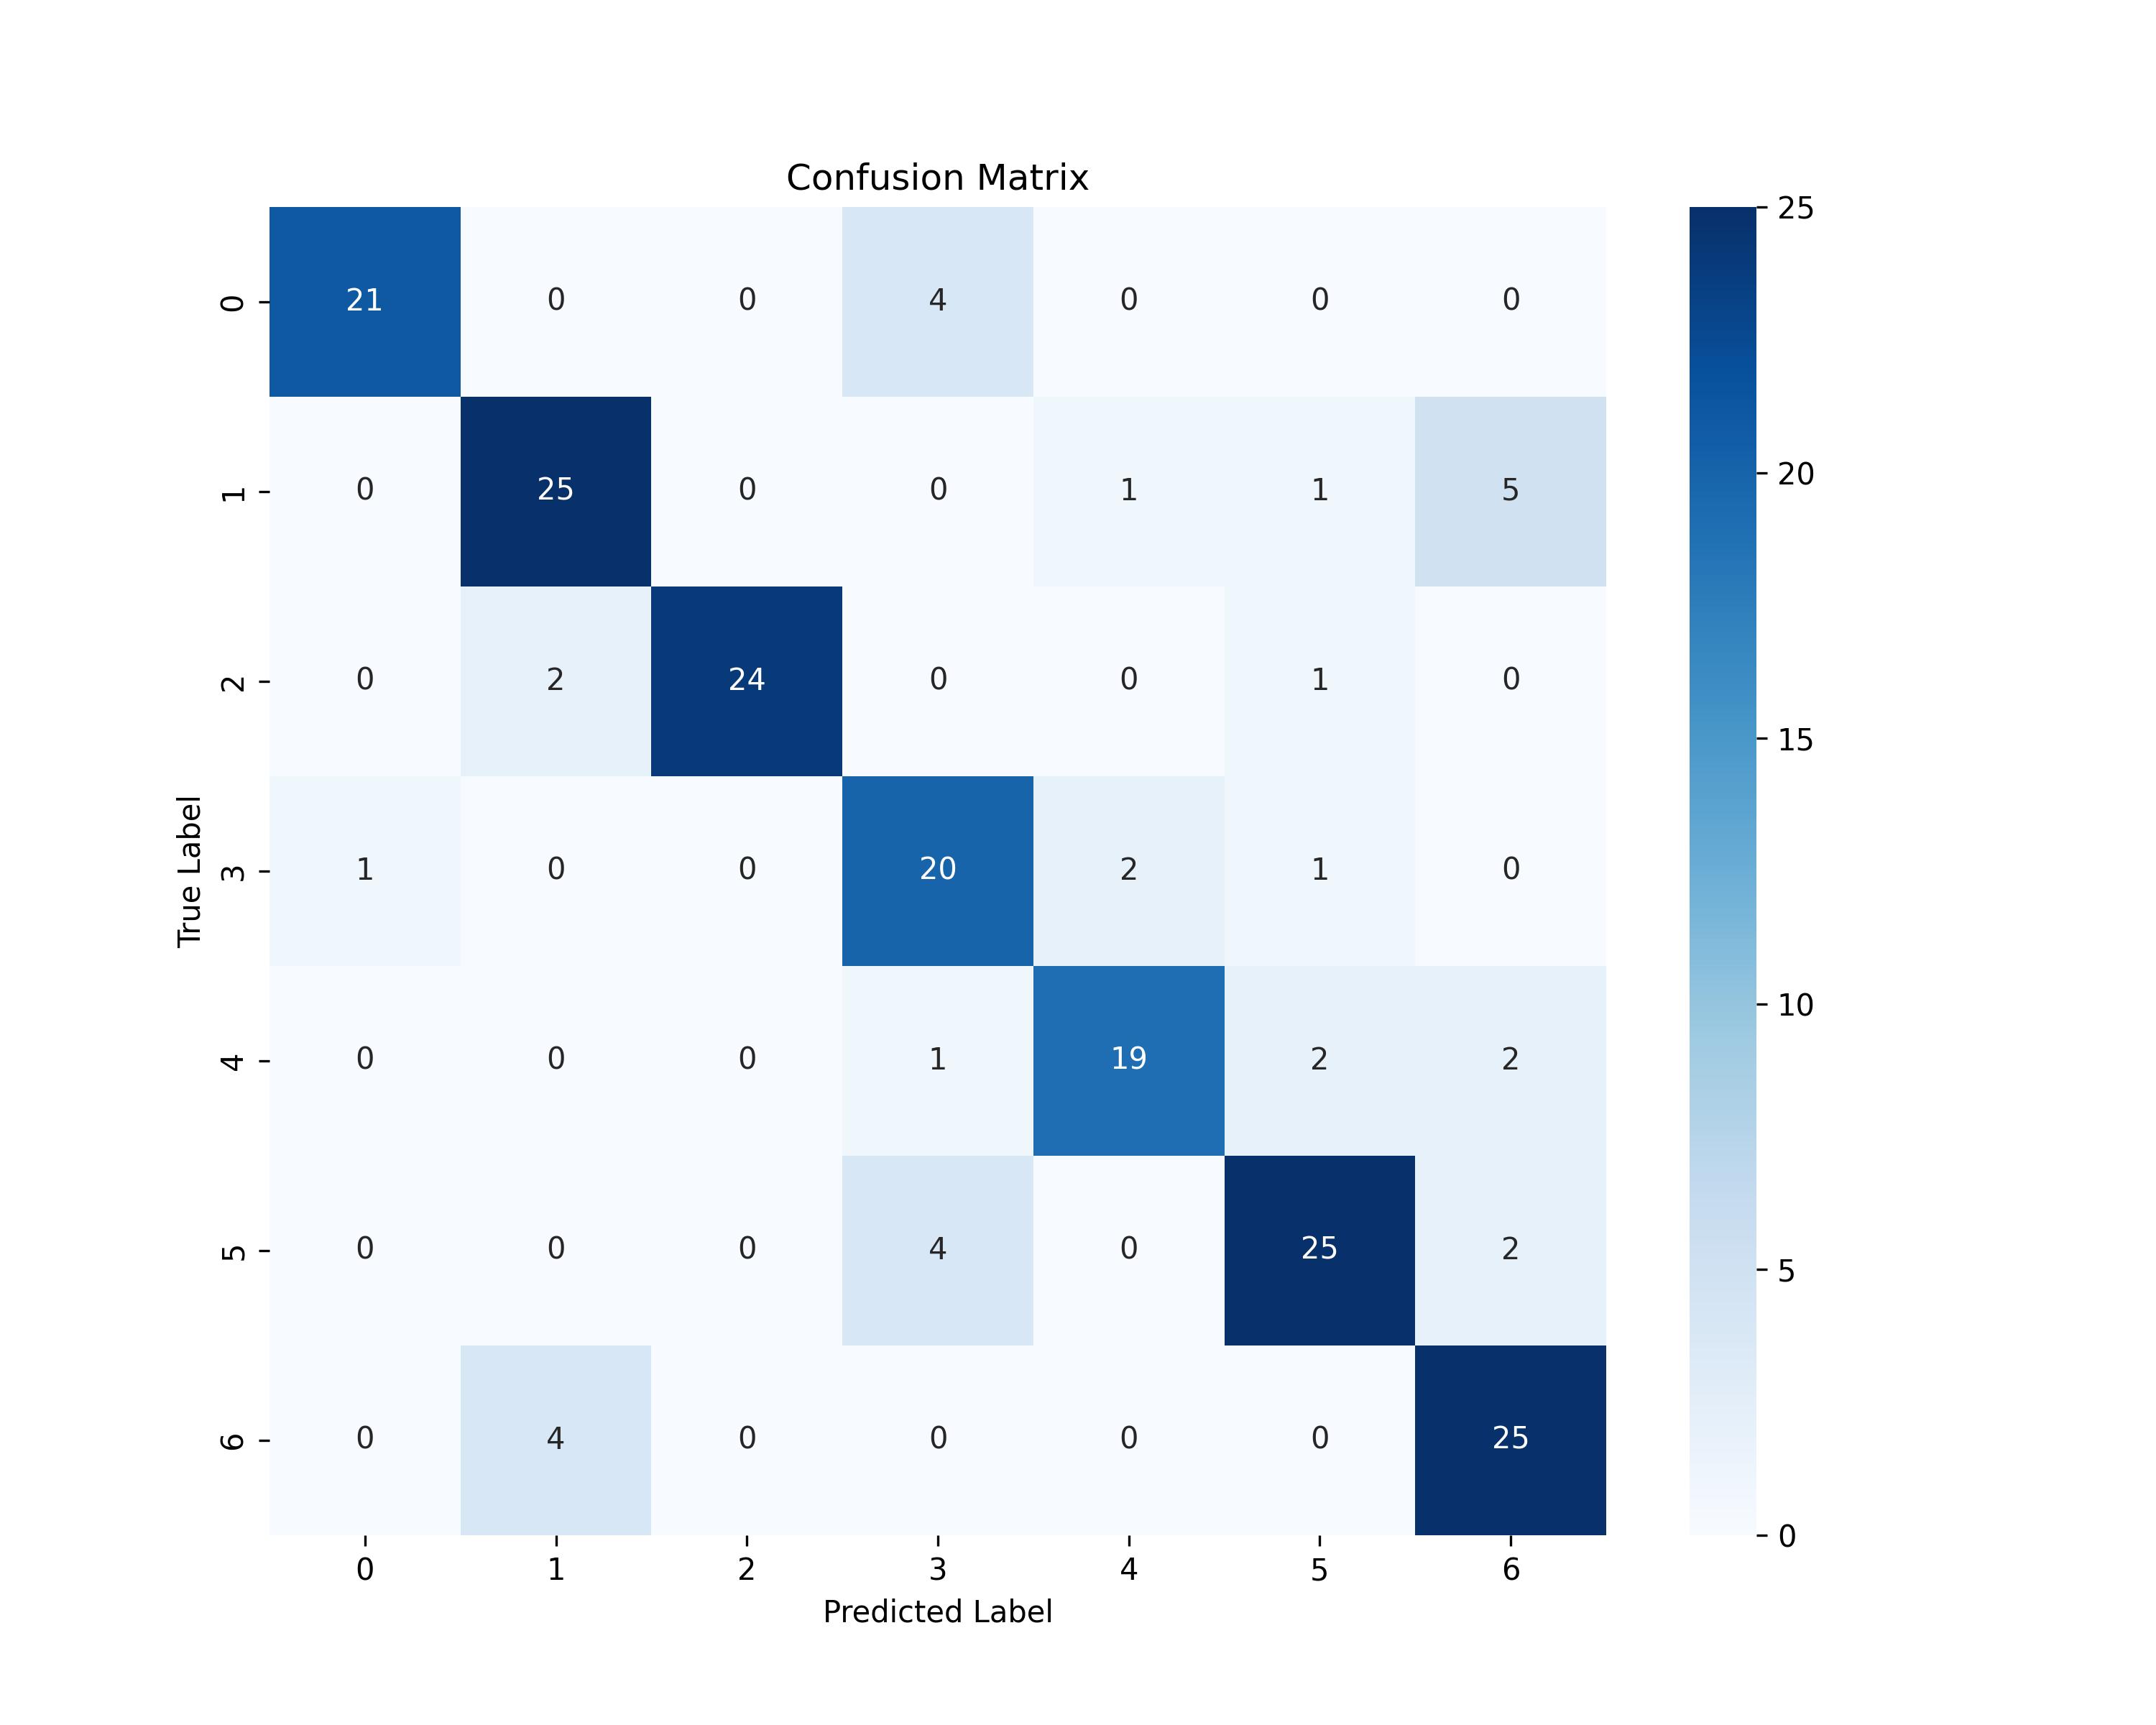 Confusion Matrix
True Label
0 21 0 0 4 0 0 0
1 0 25 0 0 1 1 5
2 0 2 24 0 0 1 0
3 1 0 0 20 2 1 0
4 0 0 0 1 19 2 2
5 0 0 0 4 0 25 2
6 0 4 0 0 0 0 25
0 1 2 3 4 5 6
Predicted Label
25
20
15
10
5
0